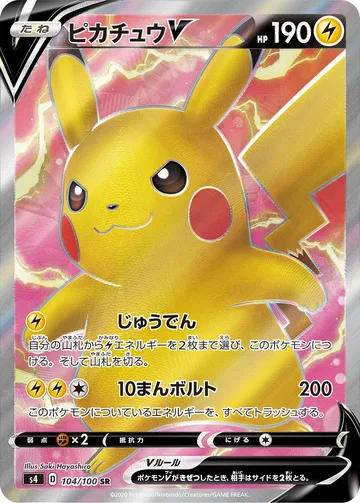 たね ピカチュウV HP 190
じゅうでん
自分の山札からエネルギーを2枚まで選び、このポケモンにつ
ける。そして山札を切る。
10まんボルト 200
このポケモンについているエネルギーを、すべてトラッシュする。
弱点 ×2 抵抗力 にげる
Illus. Saki Hayashiro
s4 D 104/100 SR
Vルール
ポケモンVがきぜつしたとき、相手はサイドを2枚とる。
©2020 Pokémon/Nintendo/Creatures/GAME FREAK.